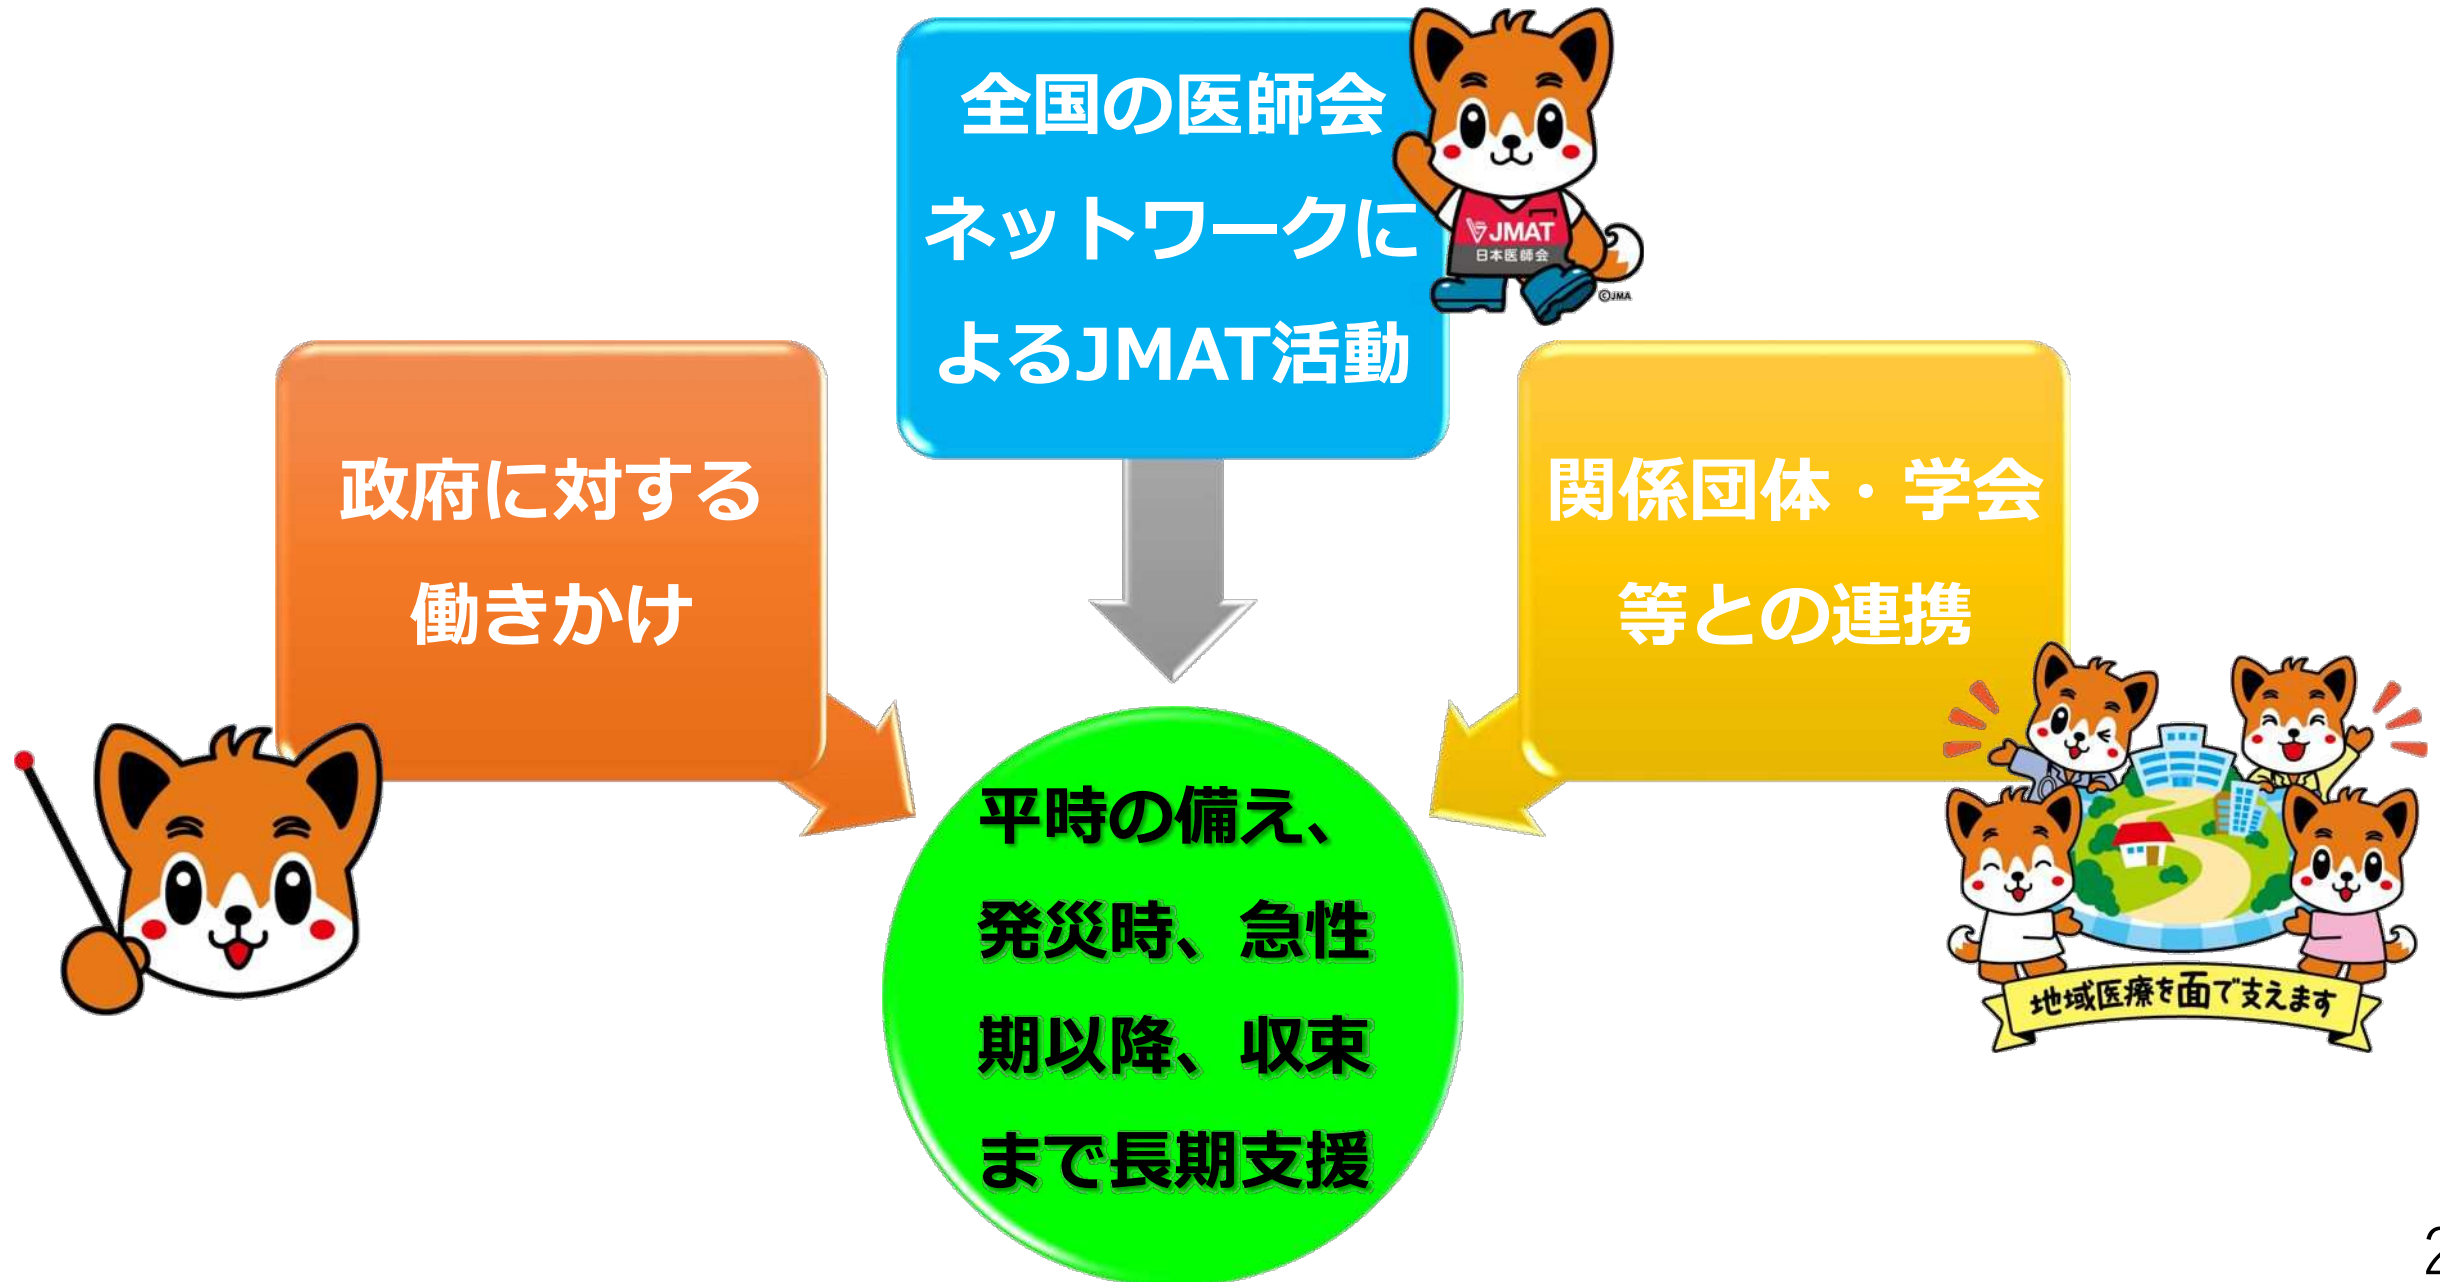 全国の医師会
ネットワークに
よるJMAT活動
JMAT
日本医師会
©JMA
政府に対する
働きかけ
関係団体・学会
等との連携
平時の備え、
発災時、急性
期以降、収束
まで長期支援
地域医療を面で支えます
2